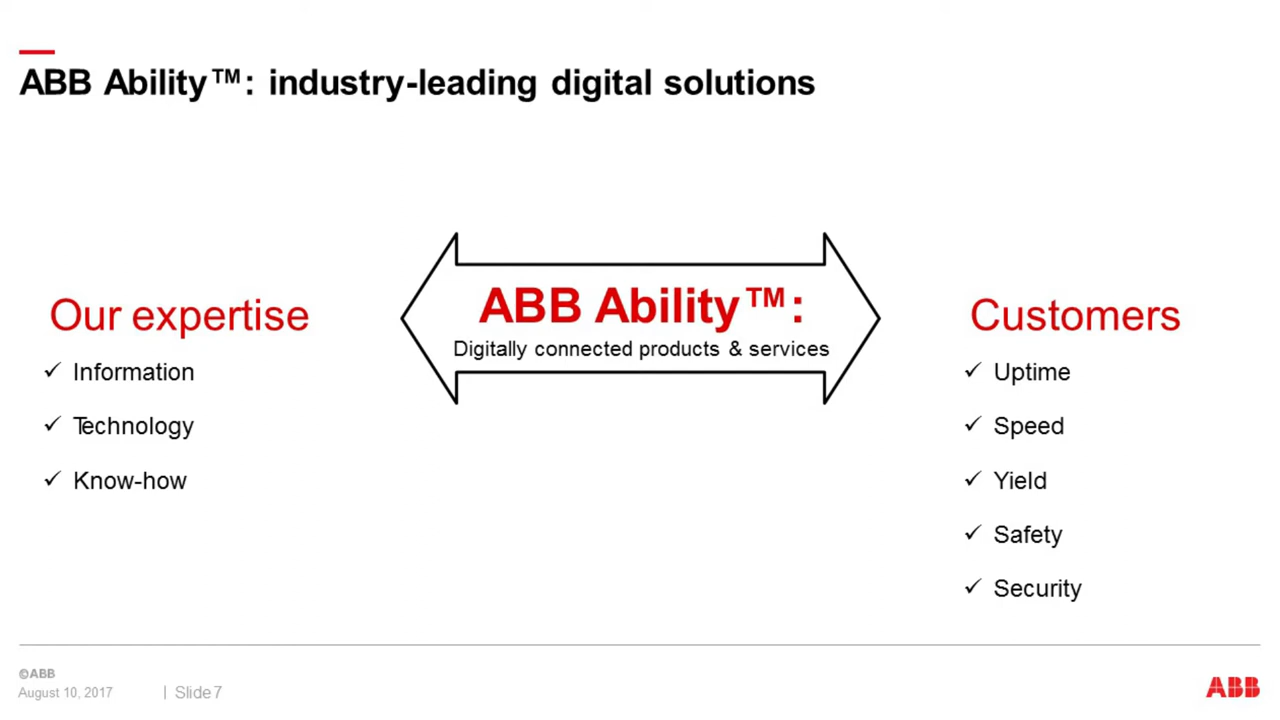 ABB Ability™: industry-leading digital solutions
Our expertise
Information
Technology
Know-how
ABB Ability™:
Digitally connected products & services
Customers
Uptime
Speed
Yield
Safety
Security
©ABB
August 10, 2017 | Slide 7
ABB